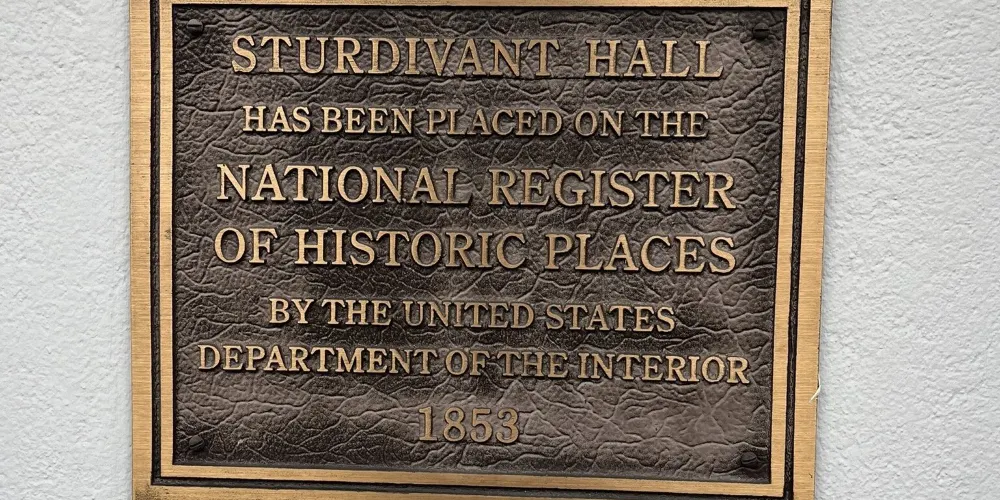 STURDIVANT HALL
HAS BEEN PLACED ON THE
NATIONAL REGISTER
OF HISTORIC PLACES
BY THE UNITED STATES
DEPARTMENT OF THE INTERIOR
1853